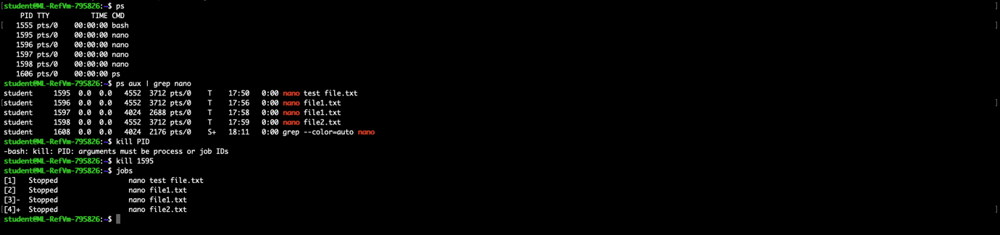 [student@ML-RefVm-795826:~$ ps ]
PID TTY TIME CMD
[ 1555 pts/0 00:00:00 bash ]
1595 pts/0 00:00:00 nano
1596 pts/0 00:00:00 nano
1597 pts/0 00:00:00 nano
1598 pts/0 00:00:00 nano
1606 pts/0 00:00:00 ps
student@ML-RefVm-795826:~$ ps aux | grep nano
student 1595 0.0 0.0 4552 3712 pts/0 T 17:50 0:00 nano test file.txt
[student 1596 0.0 0.0 4552 3712 pts/0 T 17:56 0:00 nano file1.txt ]
student 1597 0.0 0.0 4024 2688 pts/0 T 17:58 0:00 nano file1.txt
student 1598 0.0 0.0 4552 3712 pts/0 T 17:59 0:00 nano file2.txt
student 1608 0.0 0.0 4024 2176 pts/0 S+ 18:11 0:00 grep --color=auto nano
student@ML-RefVm-795826:~$ kill PID
-bash: kill: PID: arguments must be process or job IDs
student@ML-RefVm-795826:~$ kill 1595
student@ML-RefVm-795826:~$ jobs
[1] Stopped nano test file.txt
[2] Stopped nano file1.txt
[3]- Stopped nano file1.txt
[[4]+ Stopped nano file2.txt ]
student@ML-RefVm-795826:~$